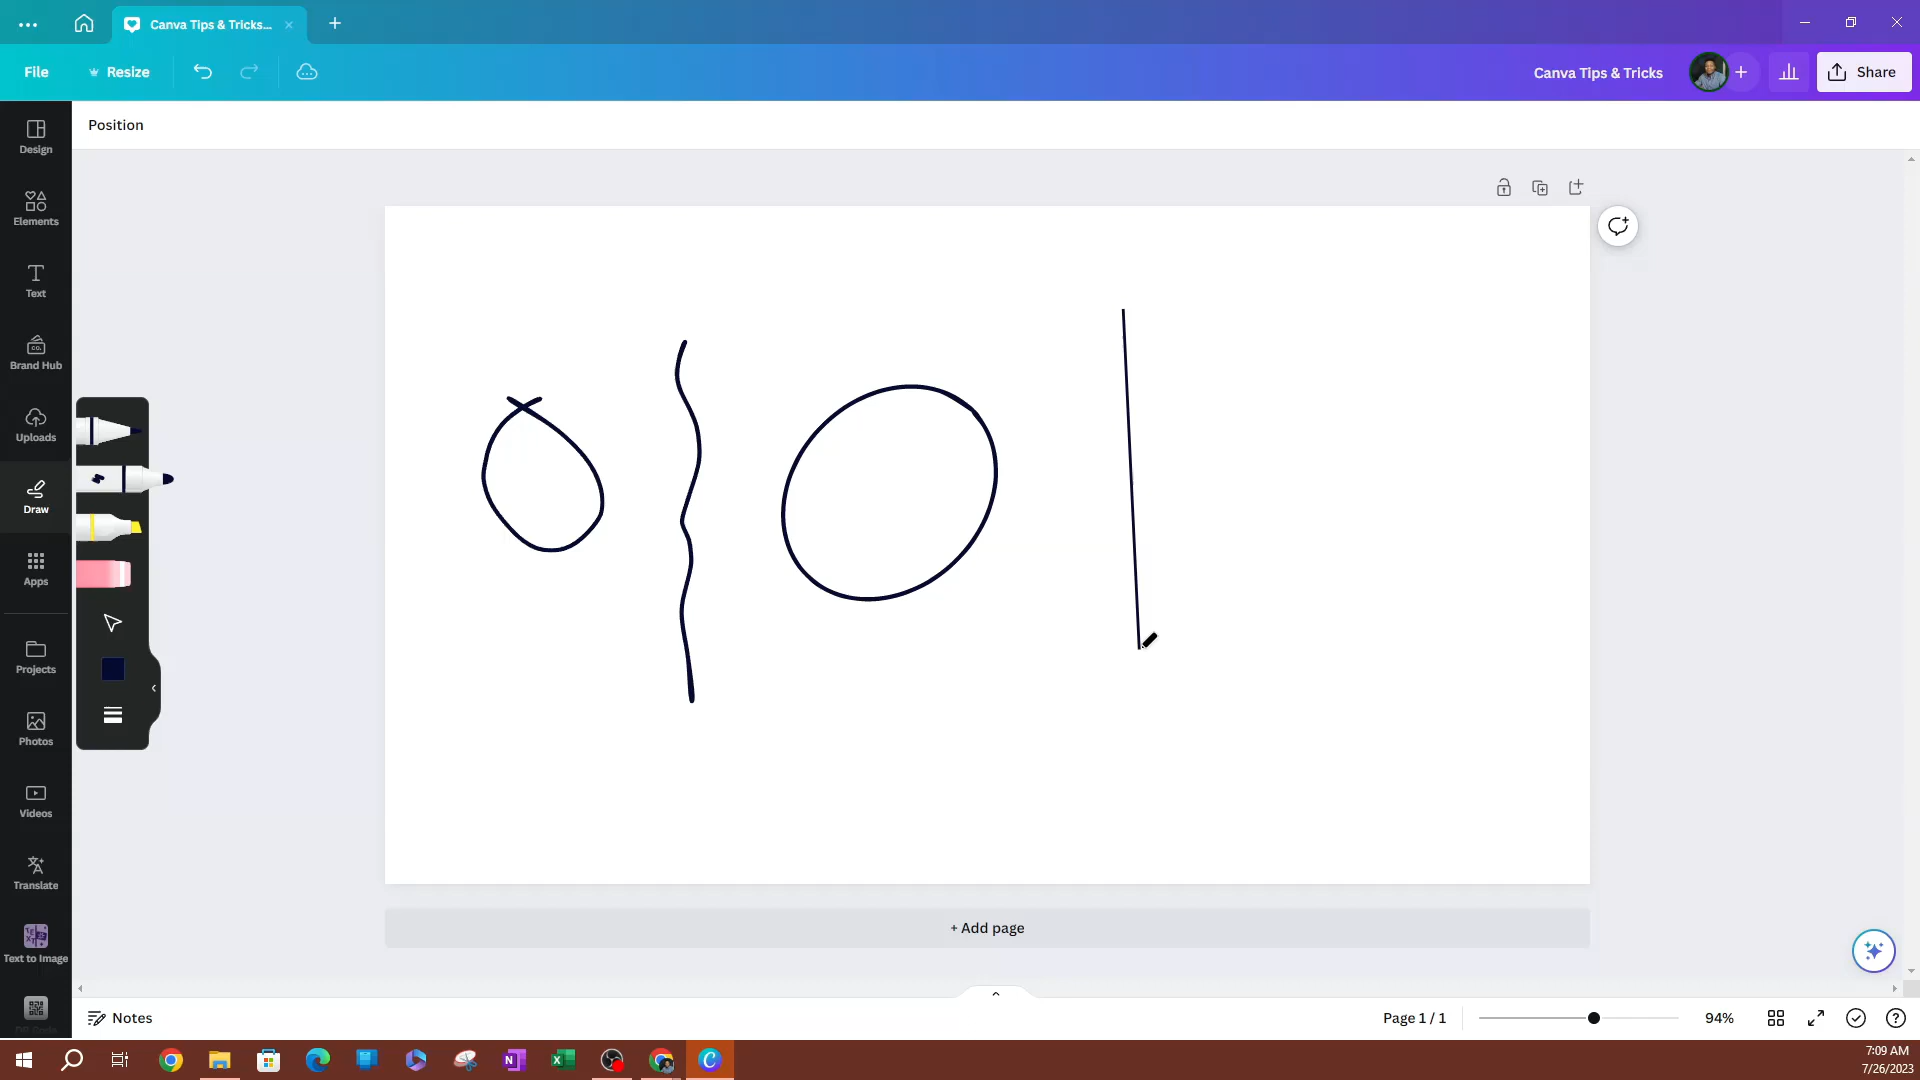 Canva Tips & Tricks...
File
Resize
Canva Tips & Tricks
Share
Position
Design
Elements
Text
CO.
Brand Hub
Uploads
Draw
Apps
Projects
Photos
Videos
Translate
Text to Image
+ Add page
Notes
Page 1 / 1
94%
7:09 AM
7/26/2023